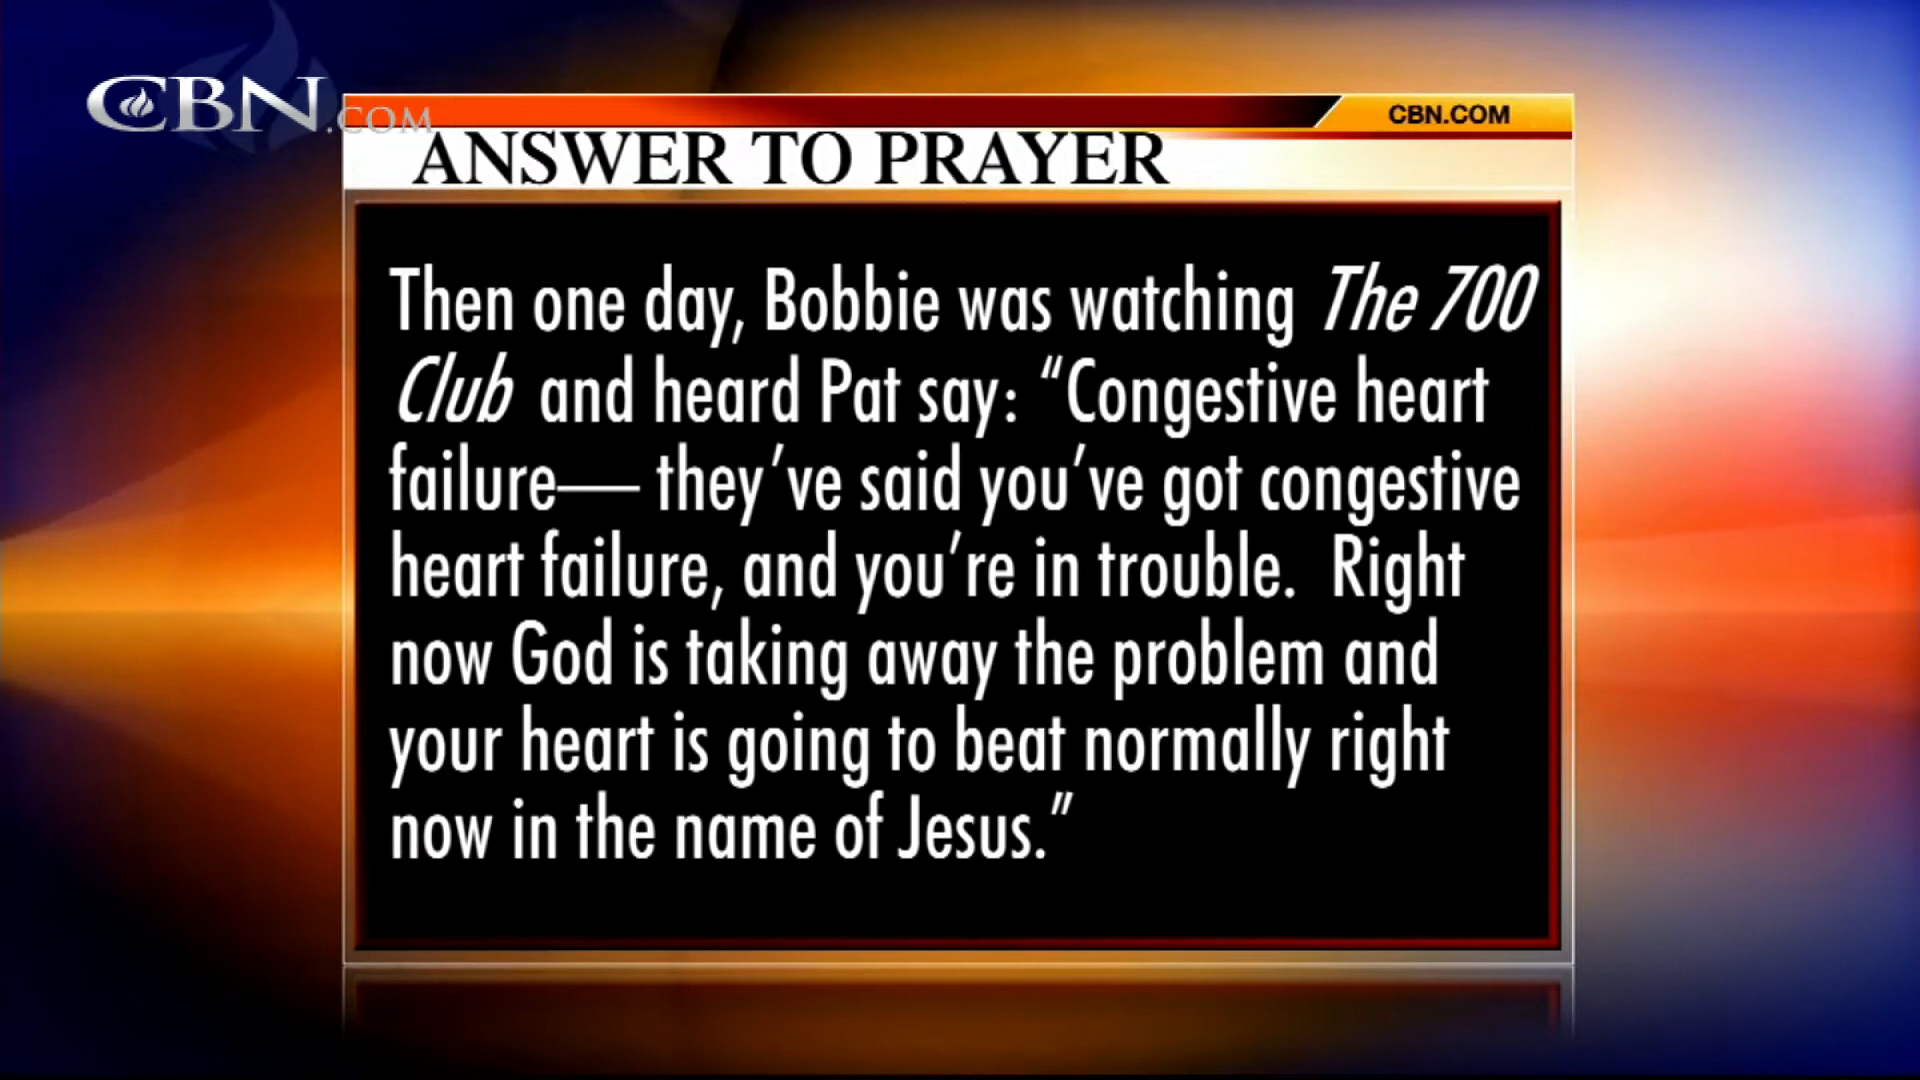 CBN.COM
CBN.COM
ANSWER TO PRAYER
Then one day, Bobbie was watching The 700
Club and heard Pat say: “Congestive heart
failure— they’ve said you’ve got congestive
heart failure, and you’re in trouble.  Right
now God is taking away the problem and
your heart is going to beat normally right
now in the name of Jesus.”